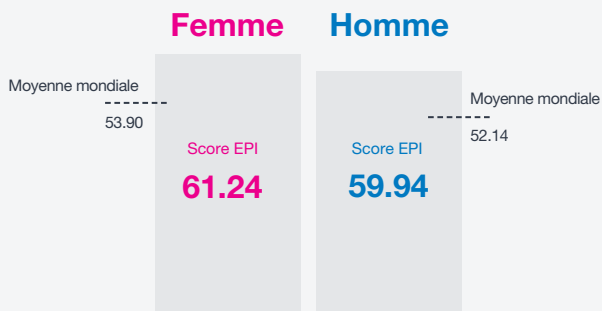 Femme
Homme
Moyenne mondiale
53.90
Score EPI
61.24
Score EPI
59.94
Moyenne mondiale
52.14